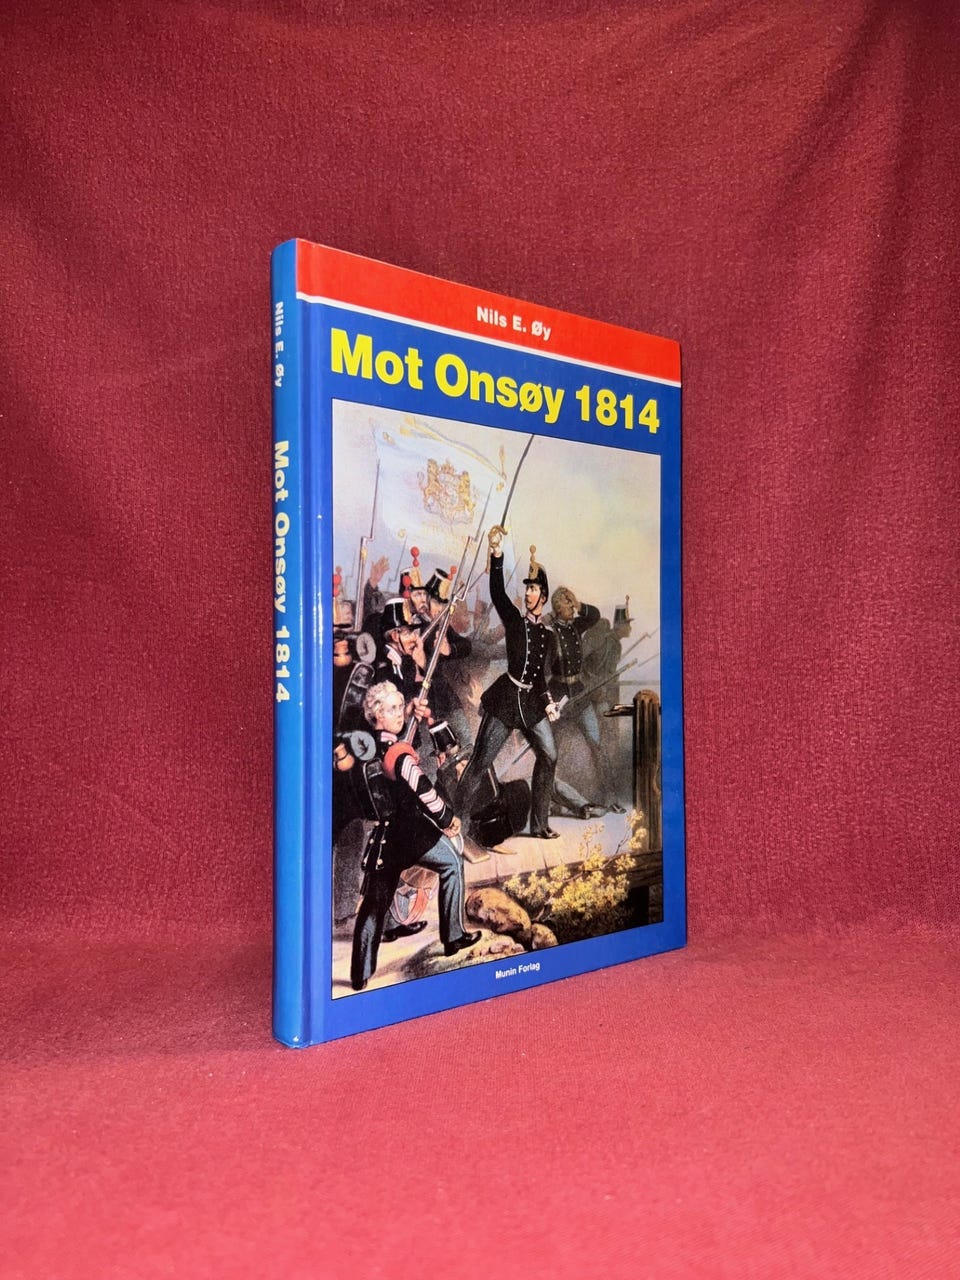 Nils E. Øy
Mot Onsøy 1814
Nils E. Øy
Mot Onsøy 1814
Munin Forlag